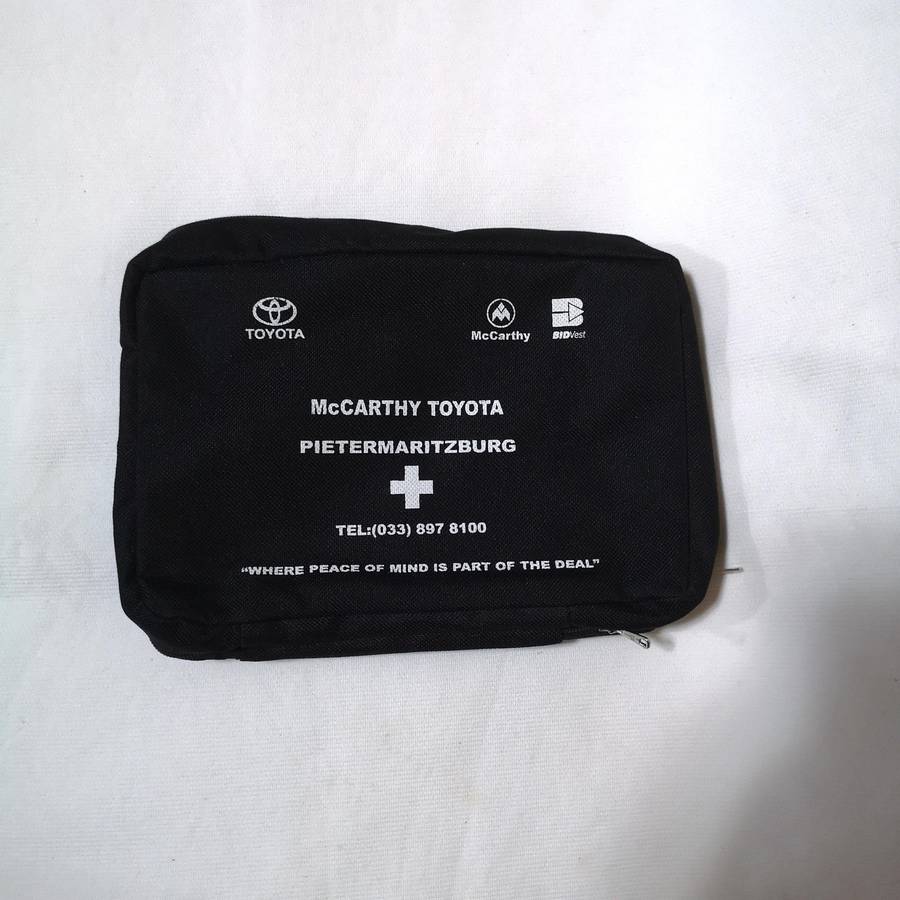 TOYOTA
McCarthy
BIDVest
McCARTHY TOYOTA
PIETERMARITZBURG
TEL:(033) 897 8100
“WHERE PEACE OF MIND IS PART OF THE DEAL”